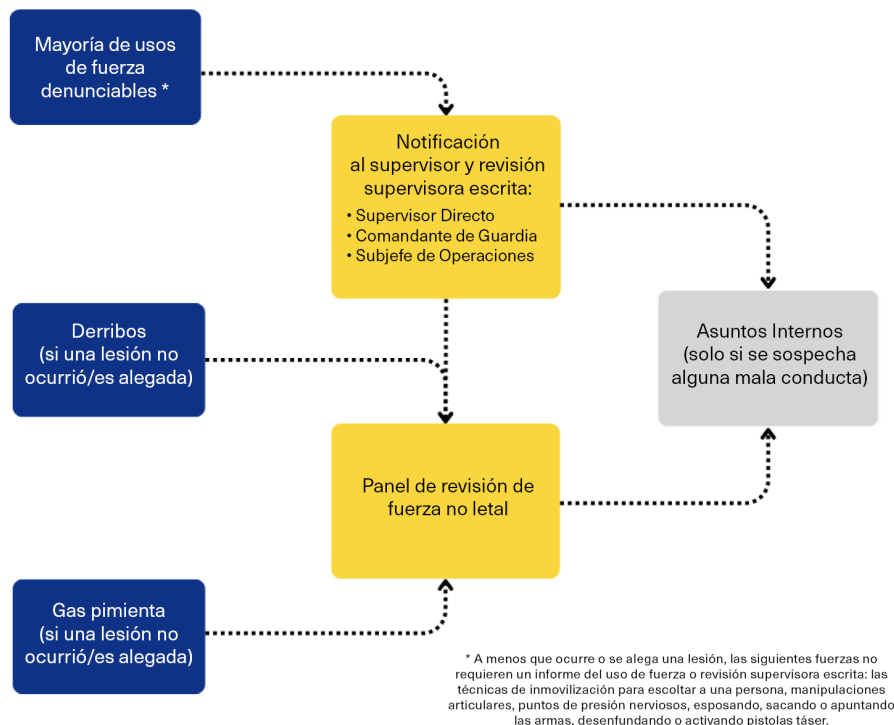 Mayoría de usos
de fuerza
denunciables *
Notificación
al supervisor y revisión
supervisora escrita:
• Supervisor Directo
• Comandante de Guardia
• Subjefe de Operaciones
Derribos
(si una lesión no
ocurrió/es alegada)
Asuntos Internos
(solo si se sospecha
alguna mala conducta)
Panel de revisión de
fuerza no letal
Gas pimienta
(si una lesión no
ocurrió/es alegada)
* A menos que ocurre o se alega una lesión, las siguientes fuerzas no
requieren un informe del uso de fuerza o revisión supervisora escrita: las
técnicas de inmovilización para escoltar a una persona, manipulaciones
articulares, puntos de presión nerviosos, esposando, sacando o apuntando
las armas, desenfundando o activando pistolas táser.